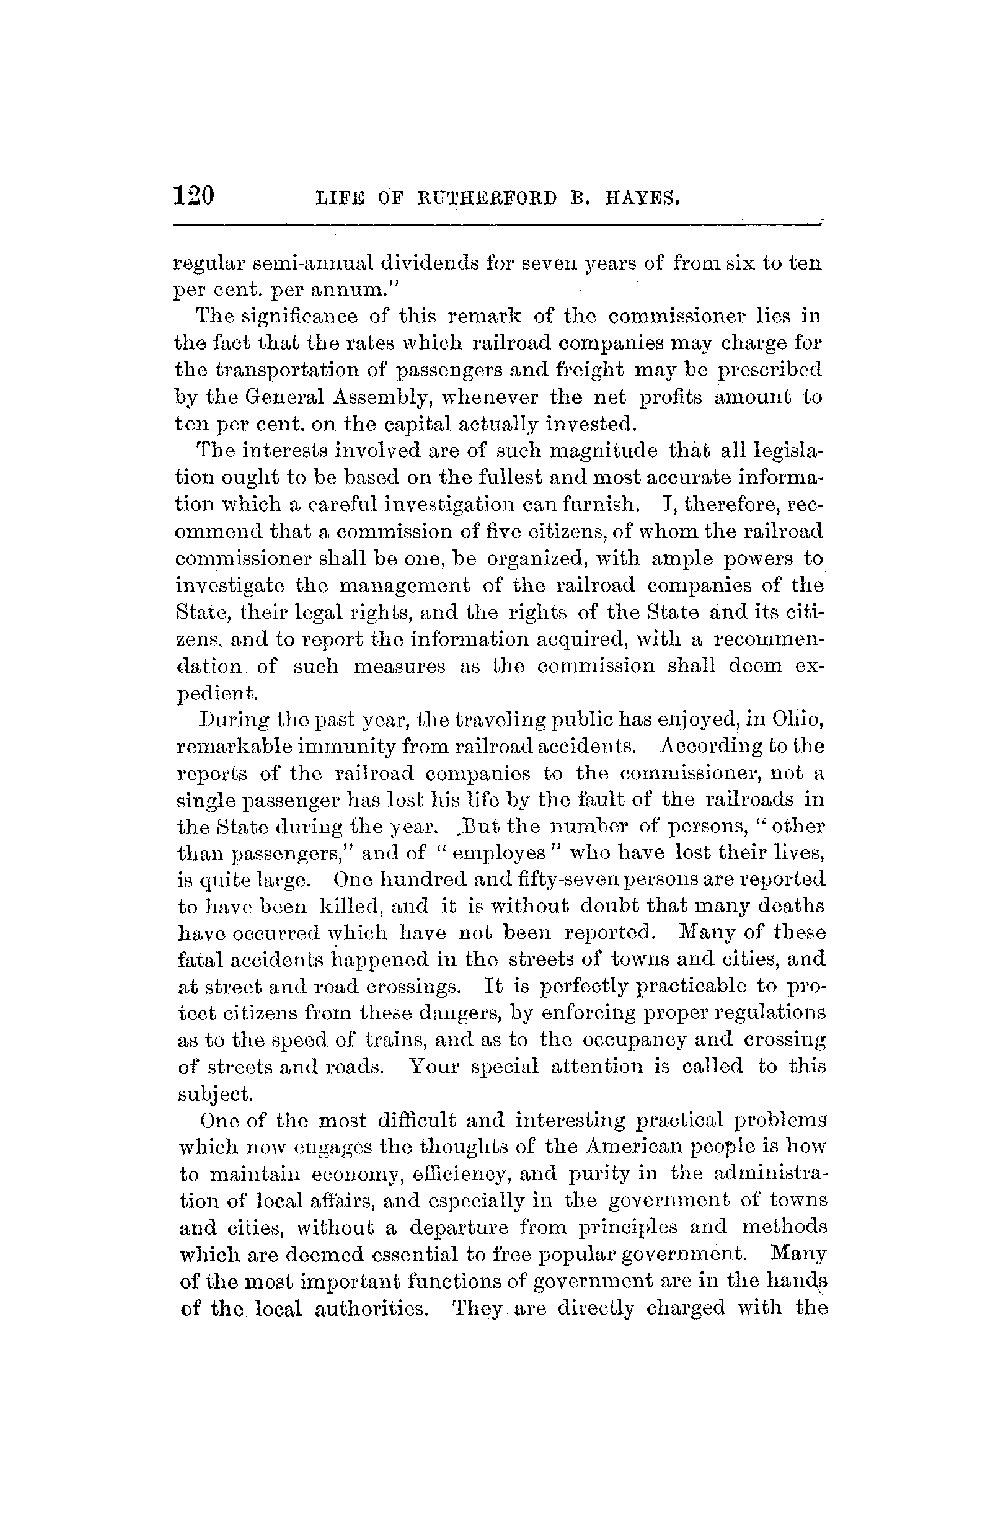 120 LIFE OF RUTHERFORD B. HAYES.
regular semi-annual dividends for seven years of from six to ten
per cent. per annum."
The significance of this remark of the commissioner lies in
the fact that the rates which railroad companies may charge for
the transportation of passengers and freight may be prescribed
by the General Assembly, whenever the net profits amount to
ten per cent. on the capital actually invested.
The interests involved are of such magnitude that all legisla-
tion ought to be based on the fullest and most accurate informa-
tion which a careful investigation can furnish. I, therefore, rec-
ommend that a commission of five citizens, of whom the railroad
commissioner shall be one, be organized, with ample powers to
investigate the management of the railroad companies of the
State, their legal rights, and the rights of the State and its citi-
zens, and to report the information acquired, with a recommen-
dation of such measures as the commission shall deem ex-
pedient.
During the past year, the traveling public has enjoyed, in Ohio,
remarkable immunity from railroad accidents. According to the
reports of the railroad companies to the commissioner, not a
single passenger has lost his life by the fault of the railroads in
the State during the year. But the number of persons, "other
than passengers," and of "employes" who have lost their lives,
is quite large. One hundred and fifty-seven persons are reported
to have been killed, and it is without doubt that many deaths
have occurred which have not been reported. Many of these
fatal accidents happened in the streets of towns and cities, and
at street and road crossings. It is perfectly practicable to pro-
tect citizens from these dangers, by enforcing proper regulations
as to the speed of trains, and as to the occupancy and crossing
of streets and roads. Your special attention is called to this
subject.
One of the most difficult and interesting practical problems
which now engages the thoughts of the American people is how
to maintain economy, efficiency, and purity in the administra-
tion of local affairs, and especially in the government of towns
and cities, without a departure from principles and methods
which are deemed essential to free popular government. Many
of the most important functions of government are in the hands
of the local authorities. They are directly charged with the